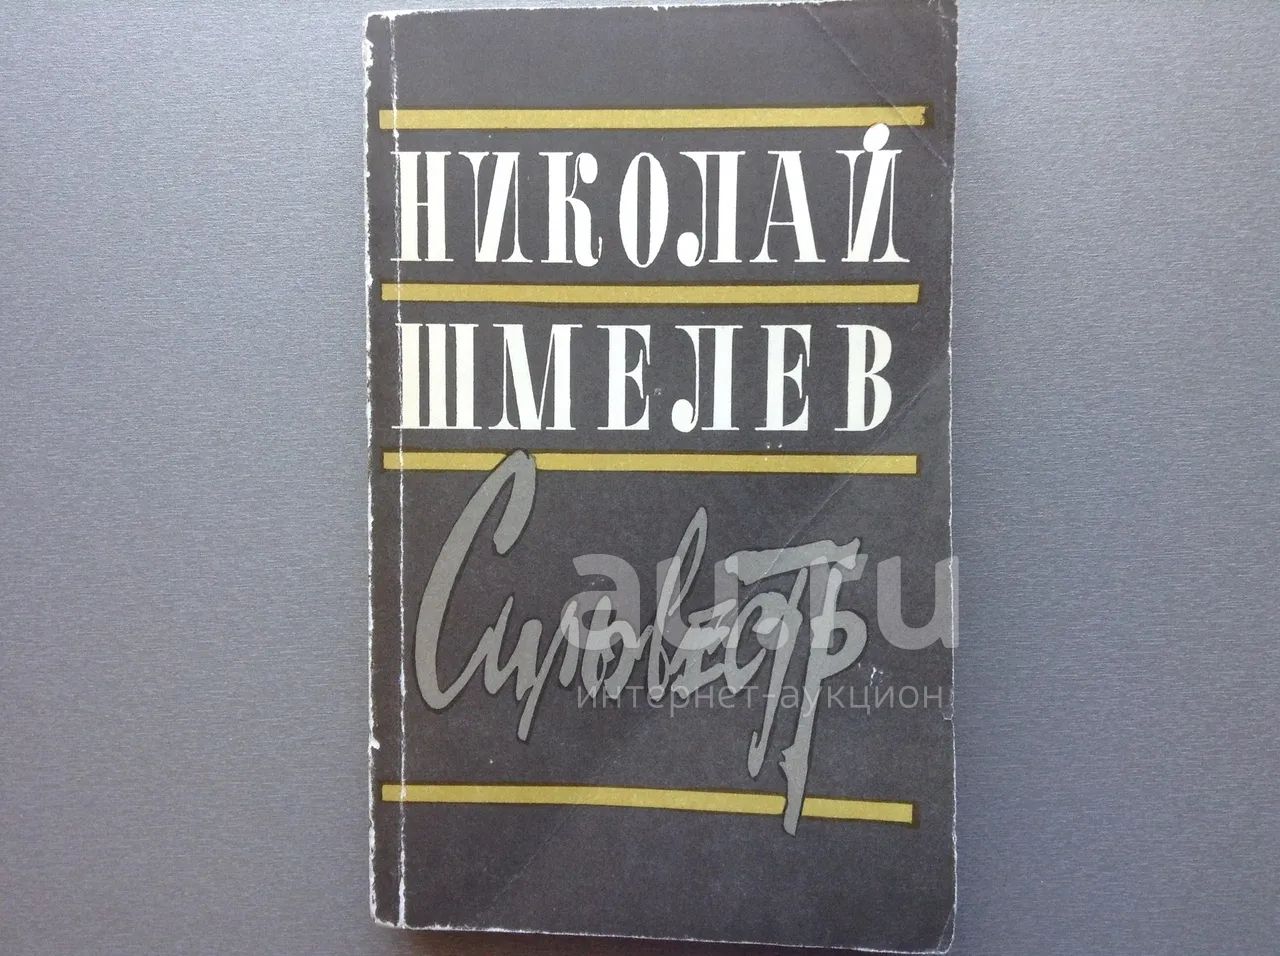 НИКОЛАЙ
ШМЕЛЕВ
Сильвестр
au.ru
интернет-аукцион